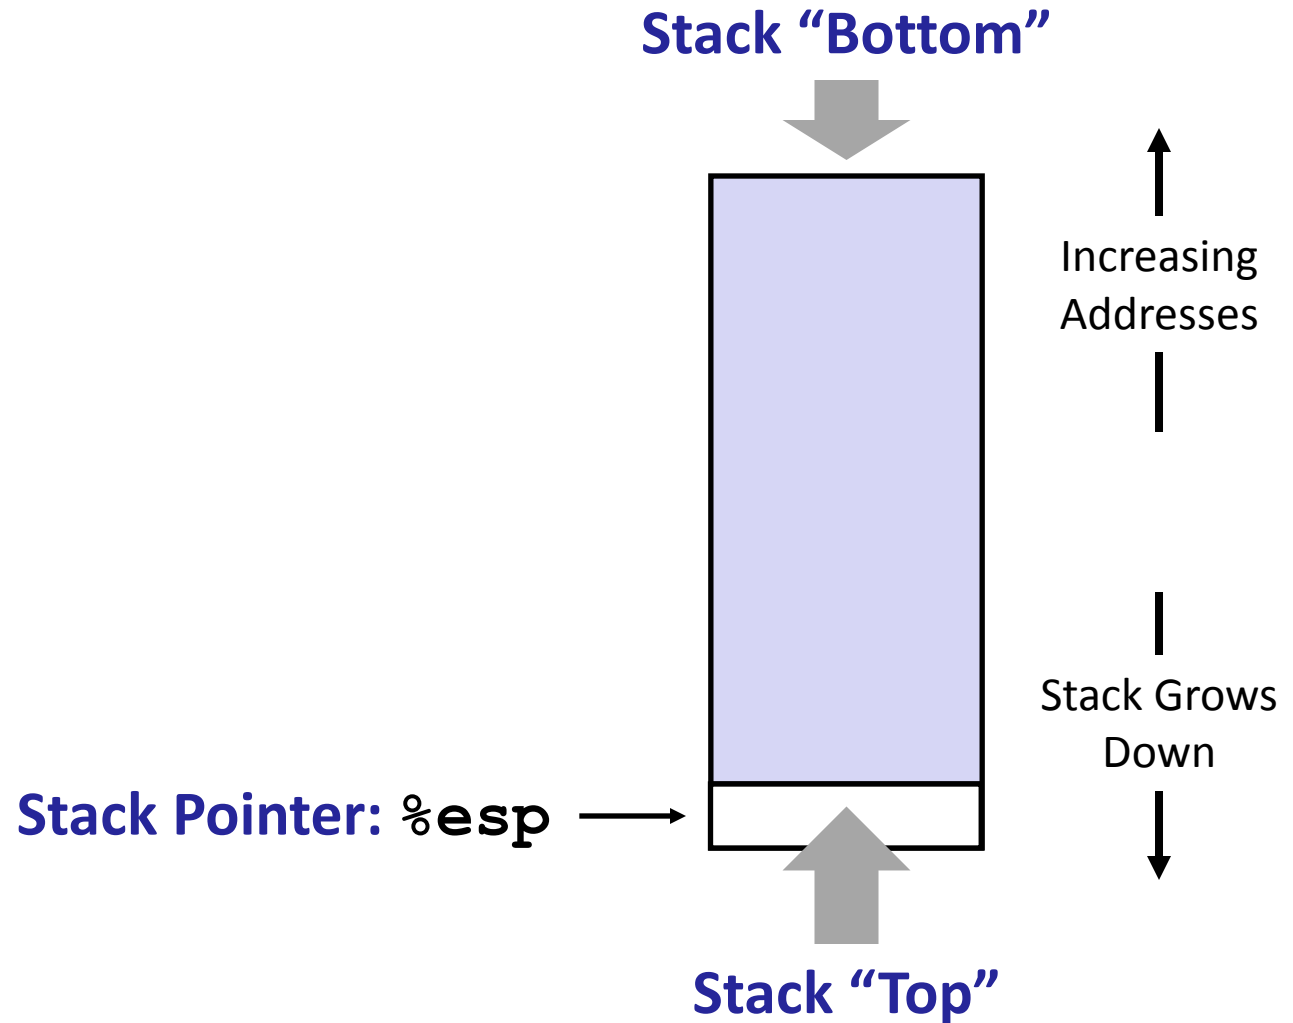 Stack “Bottom”
Increasing
Addresses
Stack Grows
Down
Stack Pointer: %esp
Stack “Top”